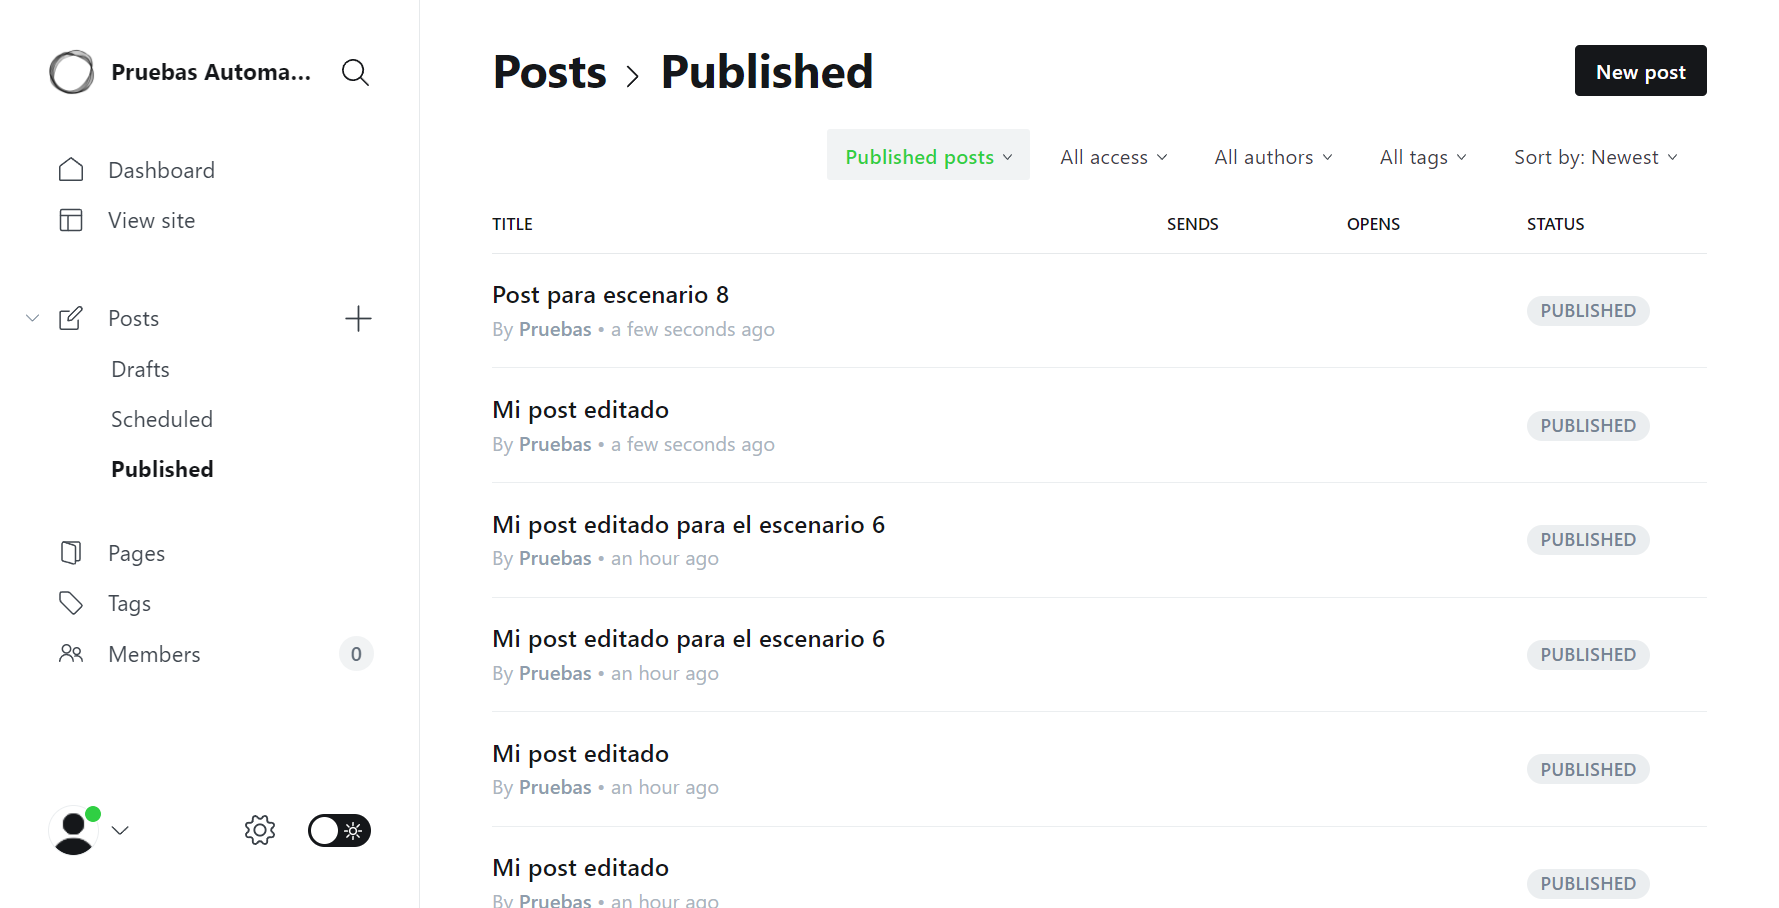 Pruebas Automa...
Dashboard
View site
Posts
Drafts
Scheduled
Published
Pages
Tags
Members 0
Posts > Published
New post
Published posts All access All authors All tags Sort by: Newest
TITLE SENDS OPENS STATUS
Post para escenario 8
By Pruebas • a few seconds ago
PUBLISHED
Mi post editado
By Pruebas • a few seconds ago
PUBLISHED
Mi post editado para el escenario 6
By Pruebas • an hour ago
PUBLISHED
Mi post editado para el escenario 6
By Pruebas • an hour ago
PUBLISHED
Mi post editado
By Pruebas • an hour ago
PUBLISHED
Mi post editado
By Pruebas • an hour ago
PUBLISHED